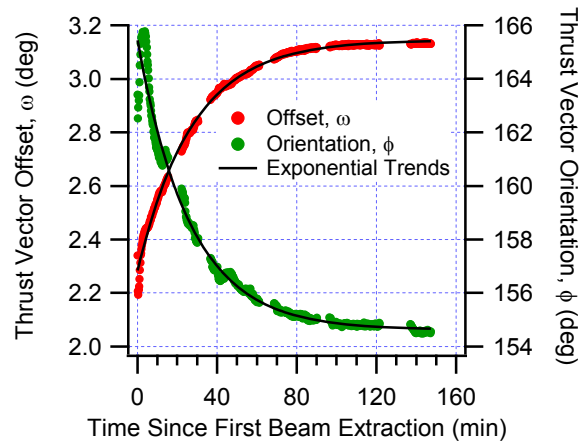 3.2
3.0
2.8
2.6
2.4
2.2
2.0
Thrust Vector Offset, ω (deg)
166
164
162
160
158
156
154
Thrust Vector
Orientation, ϕ (deg)
Offset, ω
Orientation, ϕ
Exponential Trends
0
40
80
120
160
Time Since First Beam Extraction (min)